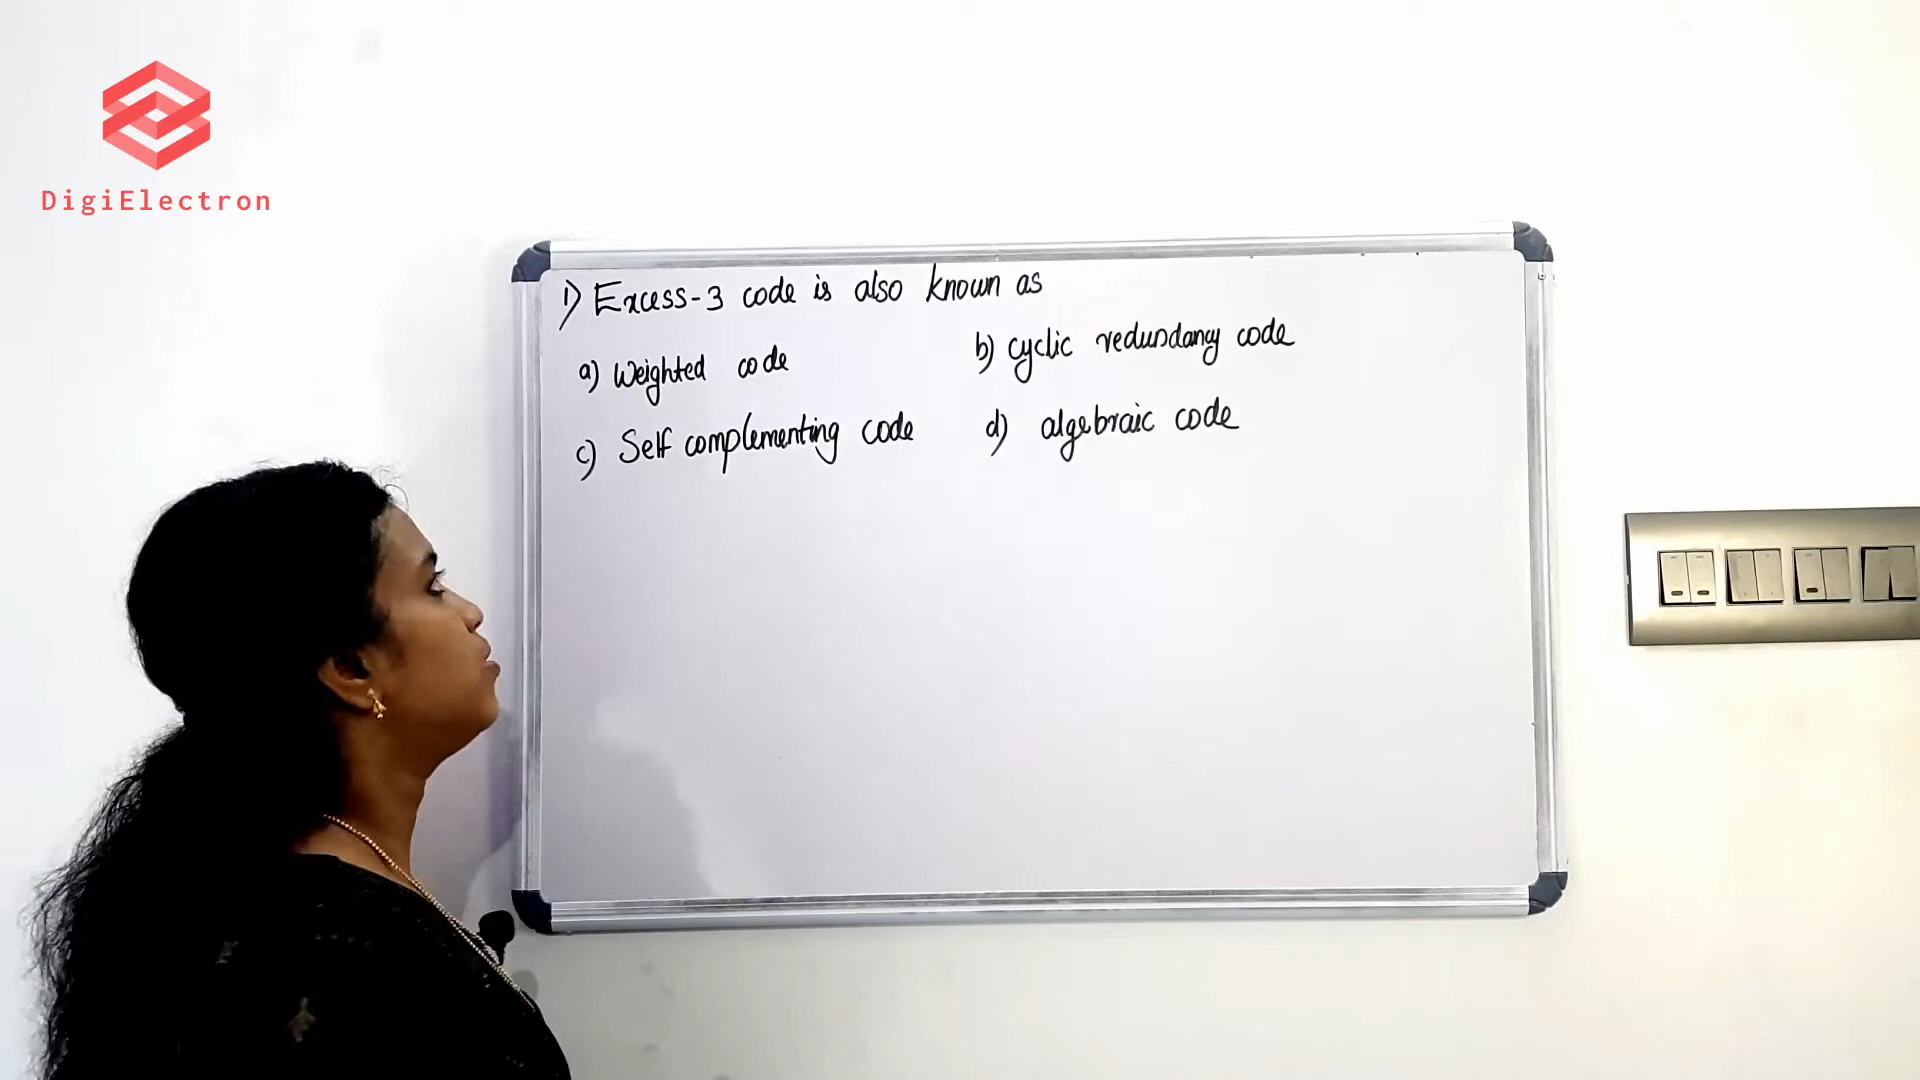 DigiElectron
1) Excess-3 code is also known as
a) Weighted code
b) cyclic redundancy code
c) Self complementing code
d) algebraic code